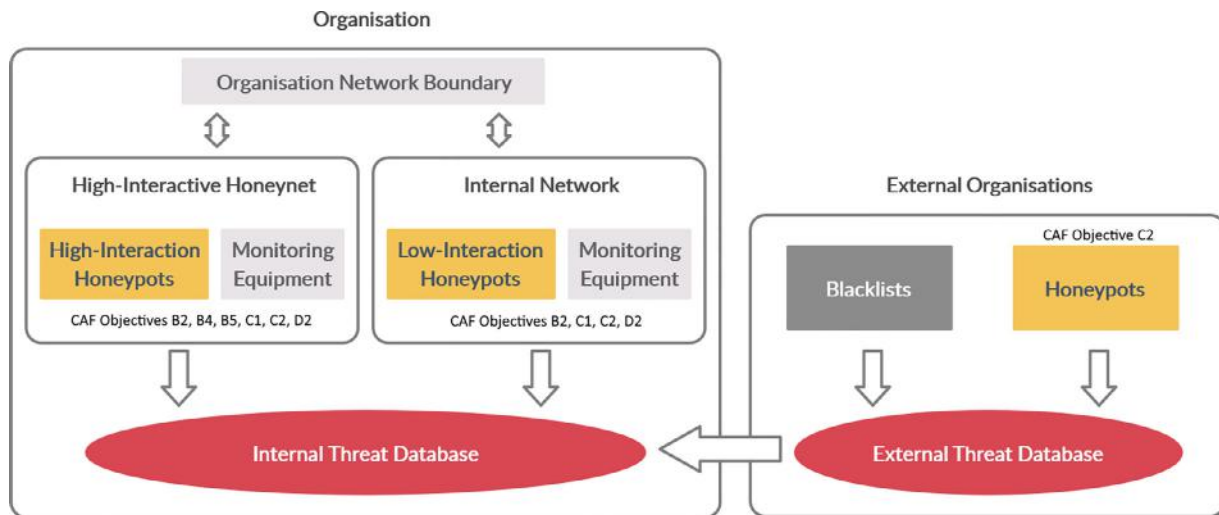 Organisation
Organisation Network Boundary
High-Interactive Honeynet
High-Interaction
Honeypots
Monitoring
Equipment
CAF Objectives B2, B4, B5, C1, C2, D2
Internal Network
Low-Interaction
Honeypots
Monitoring
Equipment
CAF Objectives B2, C1, C2, D2
Internal Threat Database
External Organisations
CAF Objective C2
Blacklists
Honeypots
External Threat Database